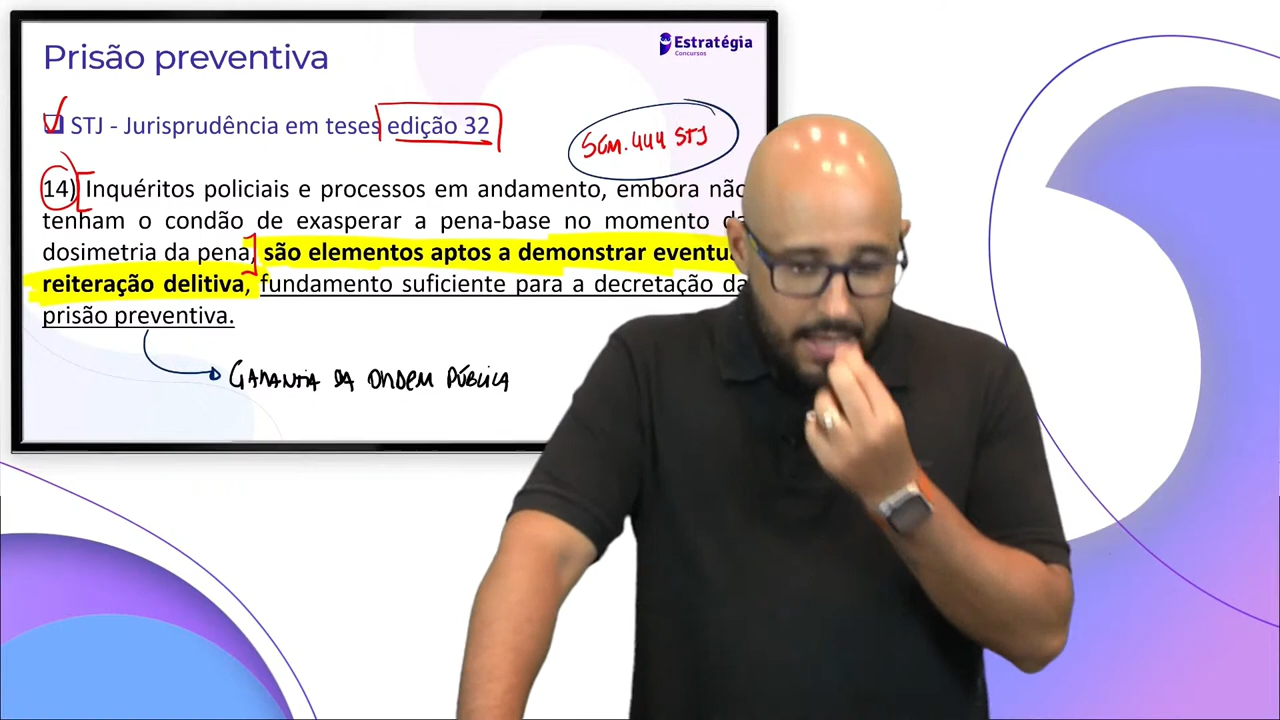 Prisão preventiva
Estratégia
Concursos
STJ - Jurisprudência em teses edição 32
SÚM. 444 STJ
14) Inquéritos policiais e processos em andamento, embora não
tenham o condão de exasperar a pena-base no momento da
dosimetria da pena, são elementos aptos a demonstrar eventua
reiteração delitiva, fundamento suficiente para a decretação da
prisão preventiva.
GARANTIA DA ORDEM PÚBLICA